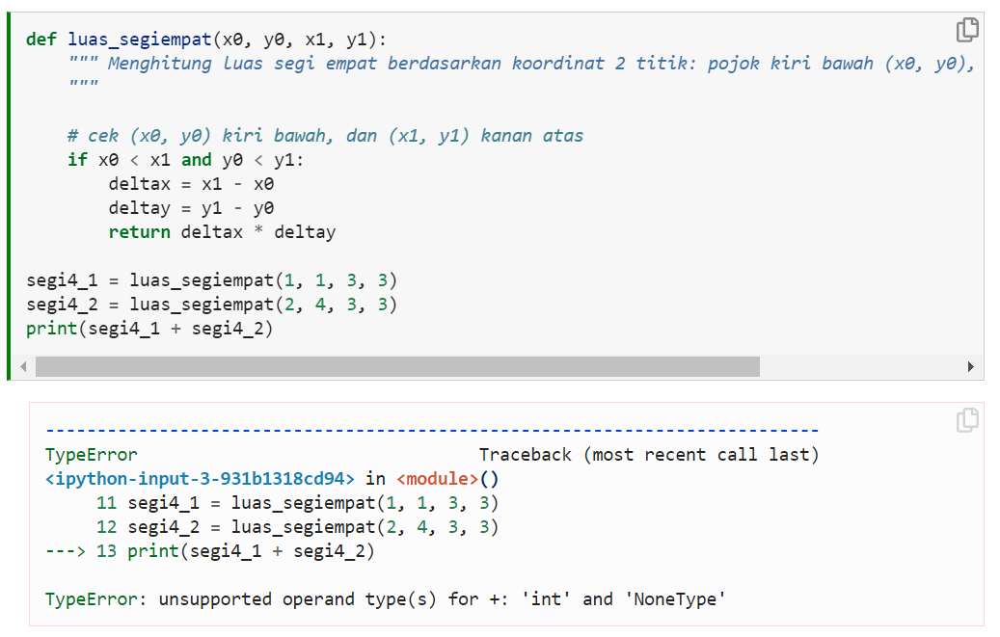 def luas_segiempat(x0, y0, x1, y1):
    """ Menghitung luas segi empat berdasarkan koordinat 2 titik: pojok kiri bawah (x0, y0),
    """

    # cek (x0, y0) kiri bawah, dan (x1, y1) kanan atas
    if x0 < x1 and y0 < y1:
        deltax = x1 - x0
        deltay = y1 - y0
        return deltax * deltay

segi4_1 = luas_segiempat(1, 1, 3, 3)
segi4_2 = luas_segiempat(2, 4, 3, 3)
print(segi4_1 + segi4_2)
---------------------------------------------------------------------------
TypeError                                 Traceback (most recent call last)
<ipython-input-3-931b1318cd94> in <module>()
     11 segi4_1 = luas_segiempat(1, 1, 3, 3)
     12 segi4_2 = luas_segiempat(2, 4, 3, 3)
---> 13 print(segi4_1 + segi4_2)

TypeError: unsupported operand type(s) for +: 'int' and 'NoneType'